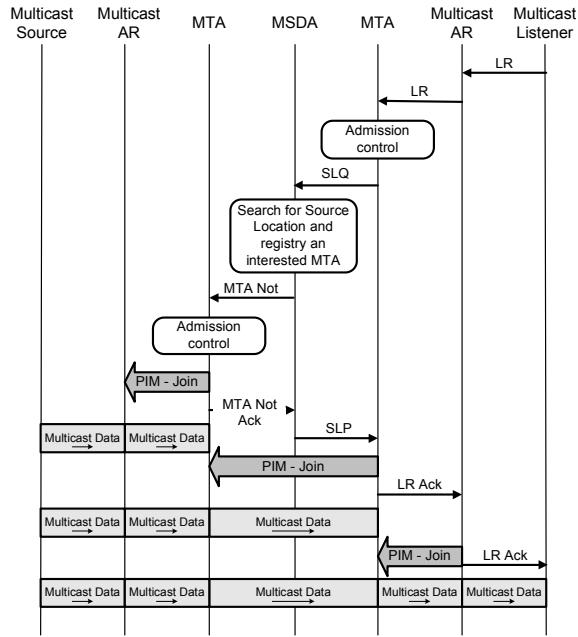 Multicast Source
Multicast AR
MTA
MSDA
MTA
Multicast AR
Multicast Listener
LR
LR
Admission control
SLQ
Search for Source
Location and
registry an
interested MTA
MTA Not
Admission control
PIM - Join
MTA Not Ack
SLP
Multicast Data
Multicast Data
PIM - Join
LR Ack
Multicast Data
Multicast Data
Multicast Data
PIM - Join
LR Ack
Multicast Data
Multicast Data
Multicast Data
Multicast Data
Multicast Data